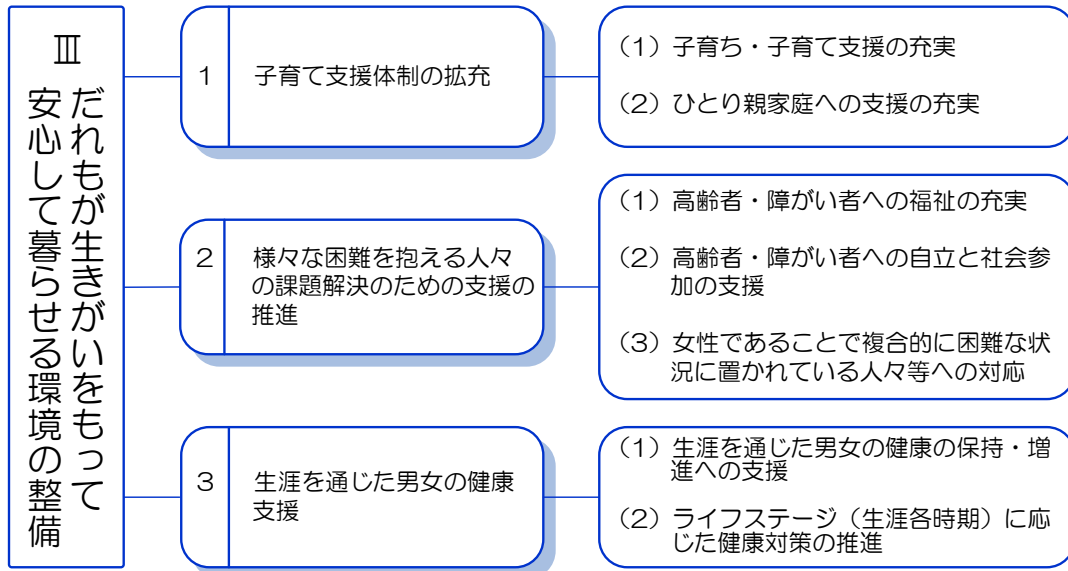 Ⅲ
だれもが生きがいをもって
安心して暮らせる環境の整備
1
子育て支援体制の拡充
(1) 子育ち・子育て支援の充実
(2) ひとり親家庭への支援の充実
2
様々な困難を抱える人々
の課題解決のための支援の
推進
(1) 高齢者・障がい者への福祉の充実
(2) 高齢者・障がい者への自立と社会参
加の支援
(3) 女性であることで複合的に困難な状
況に置かれている人々等への対応
3
生涯を通じた男女の健康
支援
(1) 生涯を通じた男女の健康の保持・増
進への支援
(2) ライフステージ（生涯各時期）に応
じた健康対策の推進